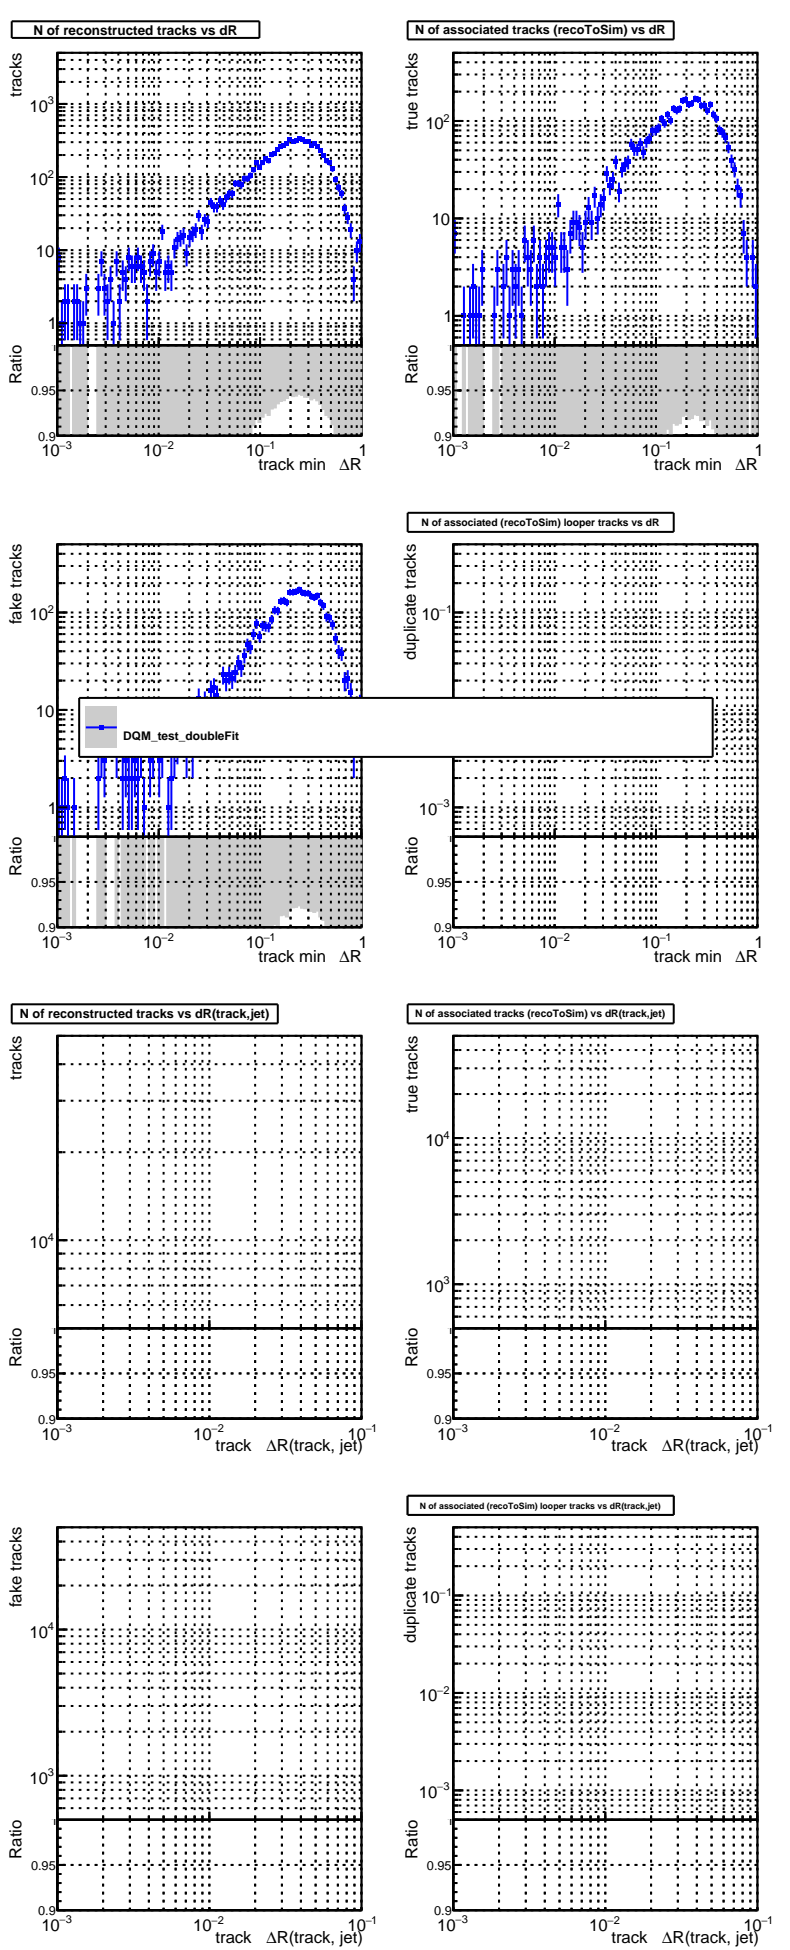 N of reconstructed tracks vs dR
tracks
10³
10²
10
1
Ratio
0.95
0.9
10⁻³ 10⁻² 10⁻¹ 1
track min ΔR
N of associated tracks (recoToSim) vs dR
true tracks
10²
10
1
Ratio
0.95
0.9
10⁻³ 10⁻² 10⁻¹ 1
track min ΔR
fake tracks
10²
10
1
Ratio
0.95
0.9
10⁻³ 10⁻² 10⁻¹ 1
track min ΔR
N of associated (recoToSim) looper tracks vs dR
duplicate tracks
10⁻¹
10⁻³
Ratio
0.95
0.9
10⁻³ 10⁻² 10⁻¹ 1
track min ΔR
DQM_test_doubleFit
N of reconstructed tracks vs dR(track,jet)
tracks
10⁴
Ratio
0.95
0.9
10⁻³ 10⁻² 10⁻¹
track ΔR(track, jet)
N of associated tracks (recoToSim) vs dR(track,jet)
true tracks
10⁴
10³
Ratio
0.95
0.9
10⁻³ 10⁻² 10⁻¹
track ΔR(track, jet)
fake tracks
10⁴
10³
Ratio
0.95
0.9
10⁻³ 10⁻² 10⁻¹
track ΔR(track, jet)
N of associated (recoToSim) looper tracks vs dR(track,jet)
duplicate tracks
10⁻¹
10⁻²
10⁻³
Ratio
0.95
0.9
10⁻³ 10⁻² 10⁻¹
track ΔR(track, jet)